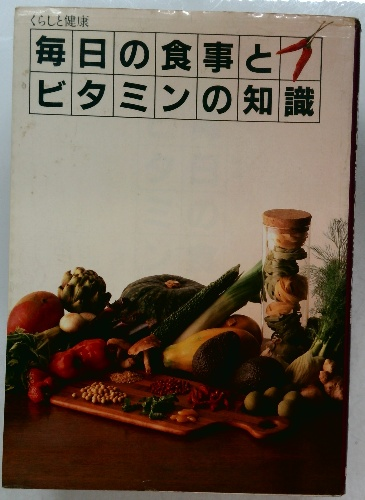 くらしと健康
毎日の食事と
ビタミンの知識